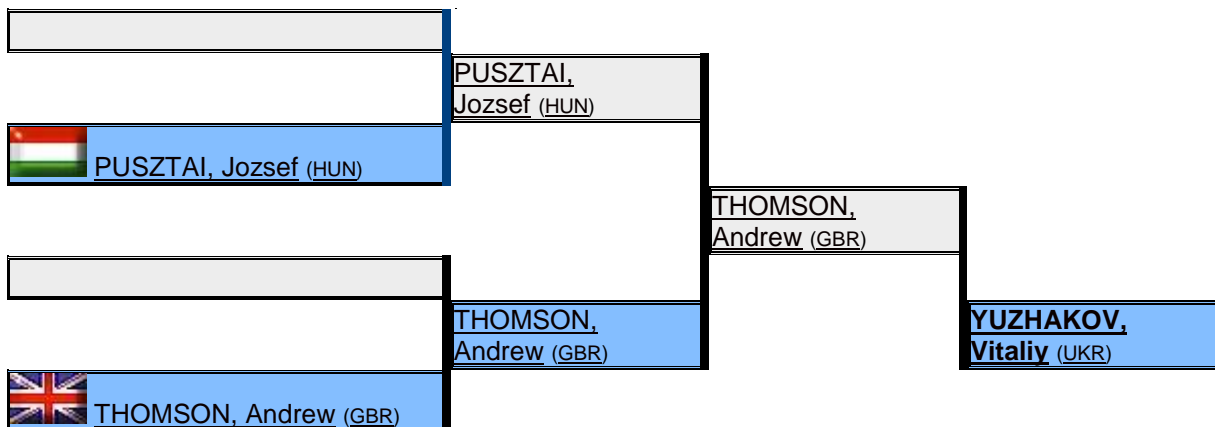 PUSZTAI,
Jozsef (HUN)
PUSZTAI, Jozsef (HUN)
THOMSON,
Andrew (GBR)
THOMSON,
Andrew (GBR)
YUZHAKOV,
Vitaliy (UKR)
THOMSON, Andrew (GBR)